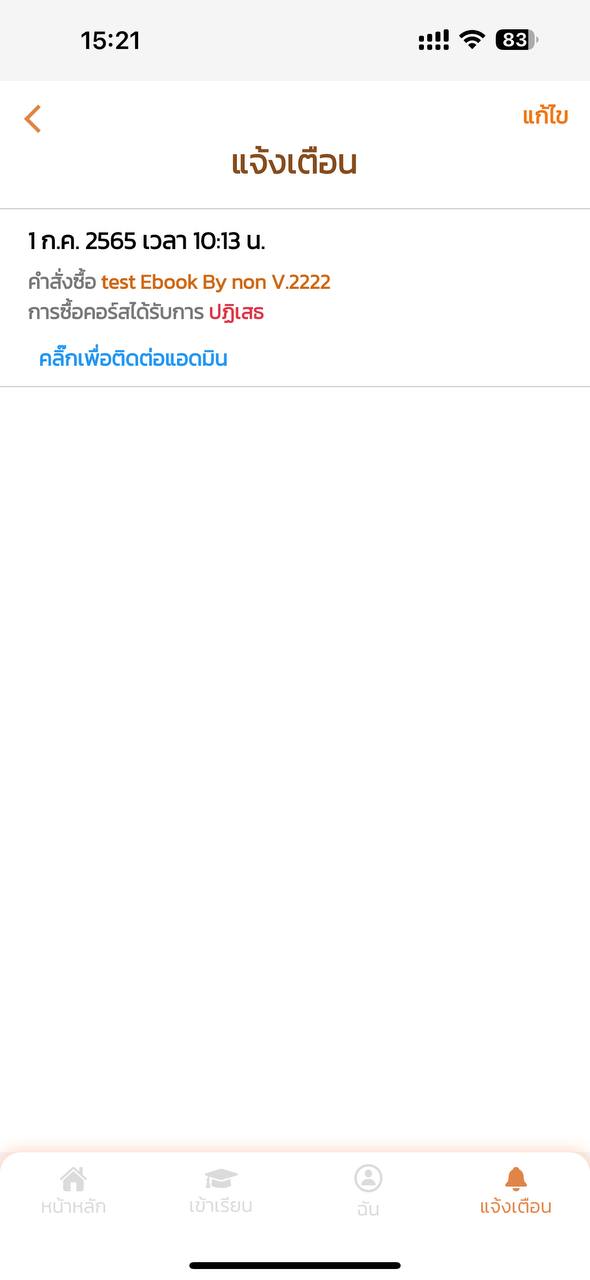 15:21
83
แก้ไข
แจ้งเตือน
1 ก.ค. 2565 เวลา 10:13 น.
คำสั่งซื้อ test Ebook By non V.2222
การซื้อคอร์สได้รับการ ปฏิเสธ
คลิ๊กเพื่อติดต่อแอดมิน
หน้าหลัก
เข้าเรียน
ฉัน
แจ้งเตือน